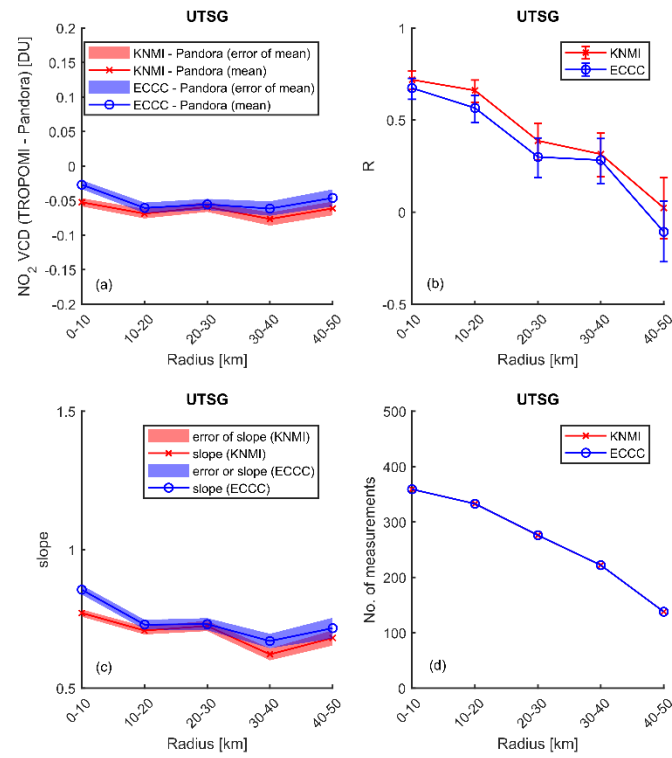 UTSG
NO₂ VCD (TROPOMI - Pandora) [DU]
0.2
0.15
0.1
0.05
0
-0.05
-0.1
-0.15
-0.2
KNMI - Pandora (error of mean)
KNMI - Pandora (mean)
ECCC - Pandora (error of mean)
ECCC - Pandora (mean)
(a)
0-10
10-20
20-30
30-40
40-50
Radius [km]
UTSG
R
1
0.5
0
-0.5
KNMI
ECCC
(b)
0-10
10-20
20-30
30-40
40-50
Radius [km]
UTSG
slope
1.5
1
0.5
error of slope (KNMI)
slope (KNMI)
error or slope (ECCC)
slope (ECCC)
(c)
0-10
10-20
20-30
30-40
40-50
Radius [km]
UTSG
No. of measurements
500
400
300
200
100
0
KNMI
ECCC
(d)
0-10
10-20
20-30
30-40
40-50
Radius [km]